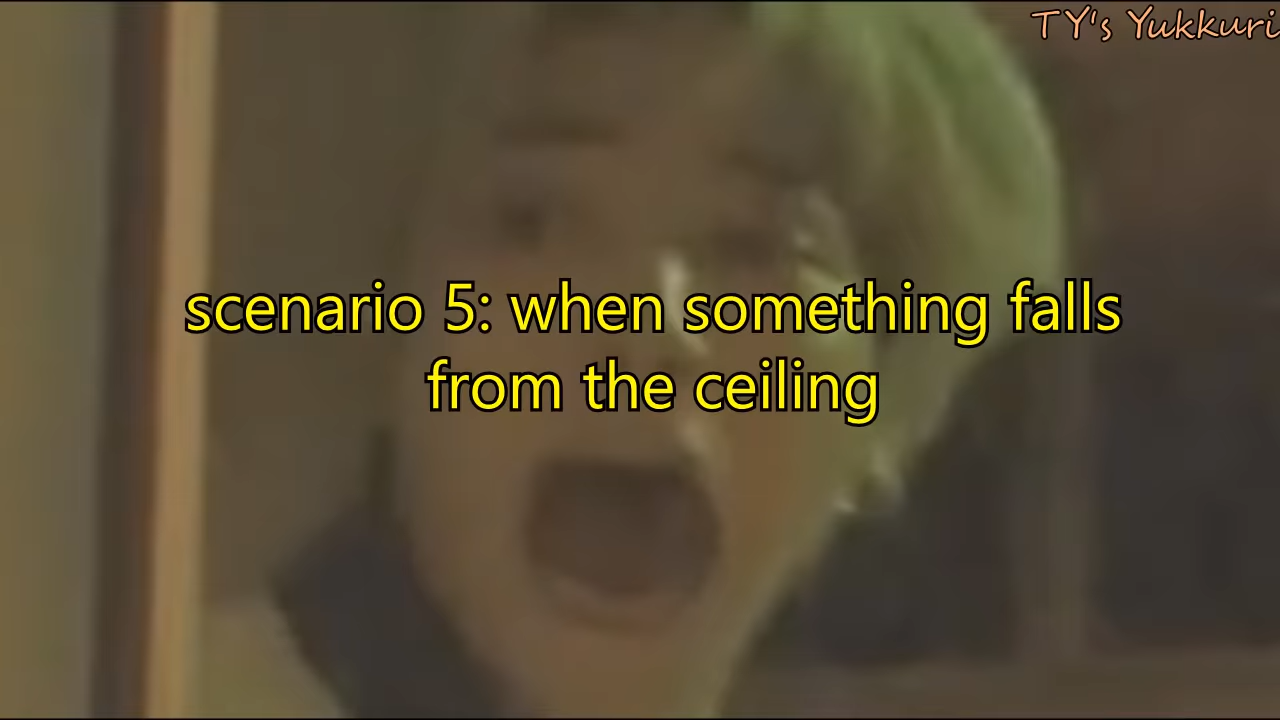 TY's Yukkuri
scenario 5: when something falls
from the ceiling